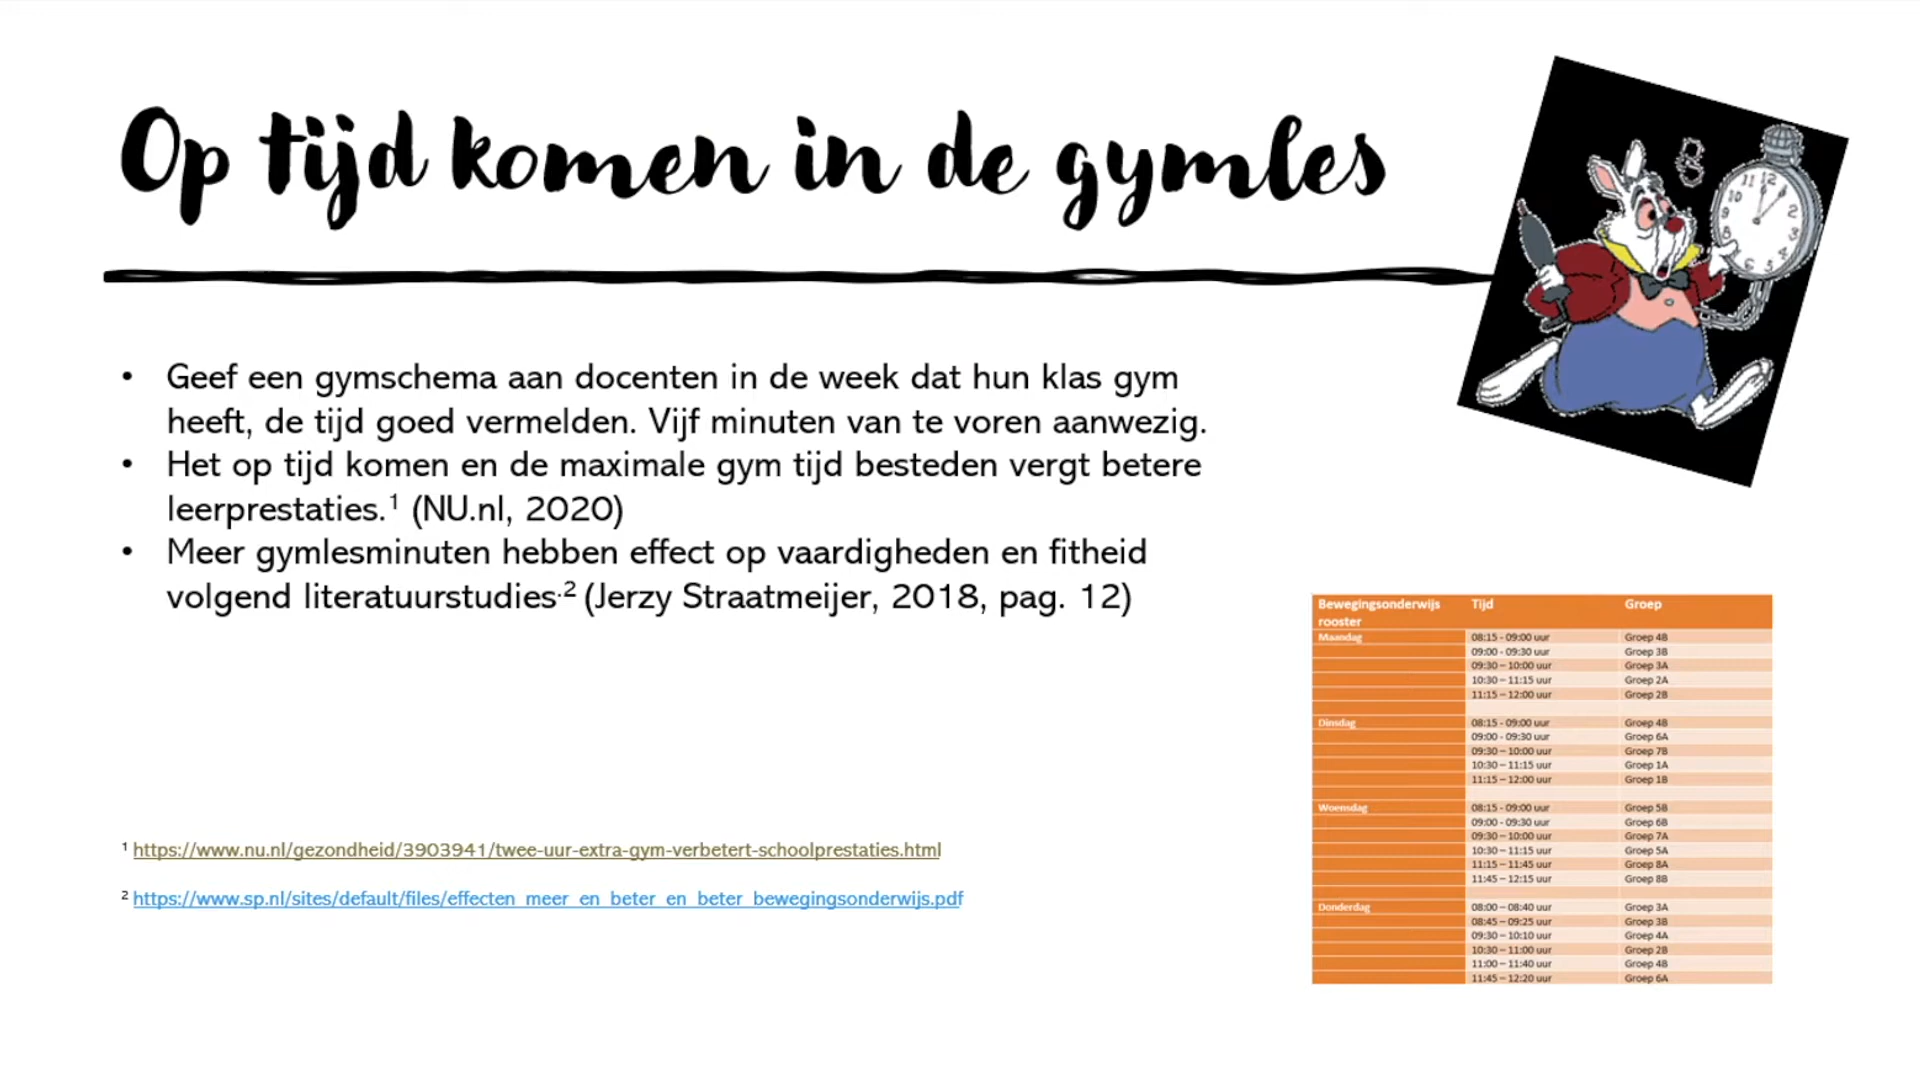 Op tijd komen in de gymles
• Geef een gymschema aan docenten in de week dat hun klas gym
heeft, de tijd goed vermelden. Vijf minuten van te voren aanwezig.
• Het op tijd komen en de maximale gym tijd besteden vergt betere
leerprestaties.¹ (NU.nl, 2020)
• Meer gymlesminuten hebben effect op vaardigheden en fitheid
volgend literatuurstudies.² (Jerzy Straatmeijer, 2018, pag. 12)
¹ https://www.nu.nl/gezondheid/3903941/twee-uur-extra-gym-verbetert-schoolprestaties.html
² https://www.sp.nl/sites/default/files/effecten_meer_en_beter_en_beter_bewegingsonderwijs.pdf
Bewegingsonderwijs rooster Tijd Groep
Maandag 08:15 - 09:00 uur Groep 4B
09:00 - 09:30 uur Groep 3B
09:30 – 10:00 uur Groep 3A
10:30 – 11:15 uur Groep 2A
11:15 – 12:00 uur Groep 2B
Dinsdag 08:15 - 09:00 uur Groep 4B
09:00 - 09:30 uur Groep 6A
09:30 – 10:00 uur Groep 7B
10:30 – 11:15 uur Groep 1A
11:15 – 12:00 uur Groep 1B
Woensdag 08:15 - 09:00 uur Groep 5B
09:00 - 09:30 uur Groep 6B
09:30 – 10:00 uur Groep 7A
10:30 – 11:15 uur Groep 5A
11:15 – 11:45 uur Groep 8A
11:45 – 12:15 uur Groep 8B
Donderdag 08:00 – 08:40 uur Groep 3A
08:45 – 09:25 uur Groep 3B
09:30 – 10:10 uur Groep 4A
10:30 – 11:00 uur Groep 2B
11:00 – 11:40 uur Groep 4B
11:45 – 12:20 uur Groep 6A